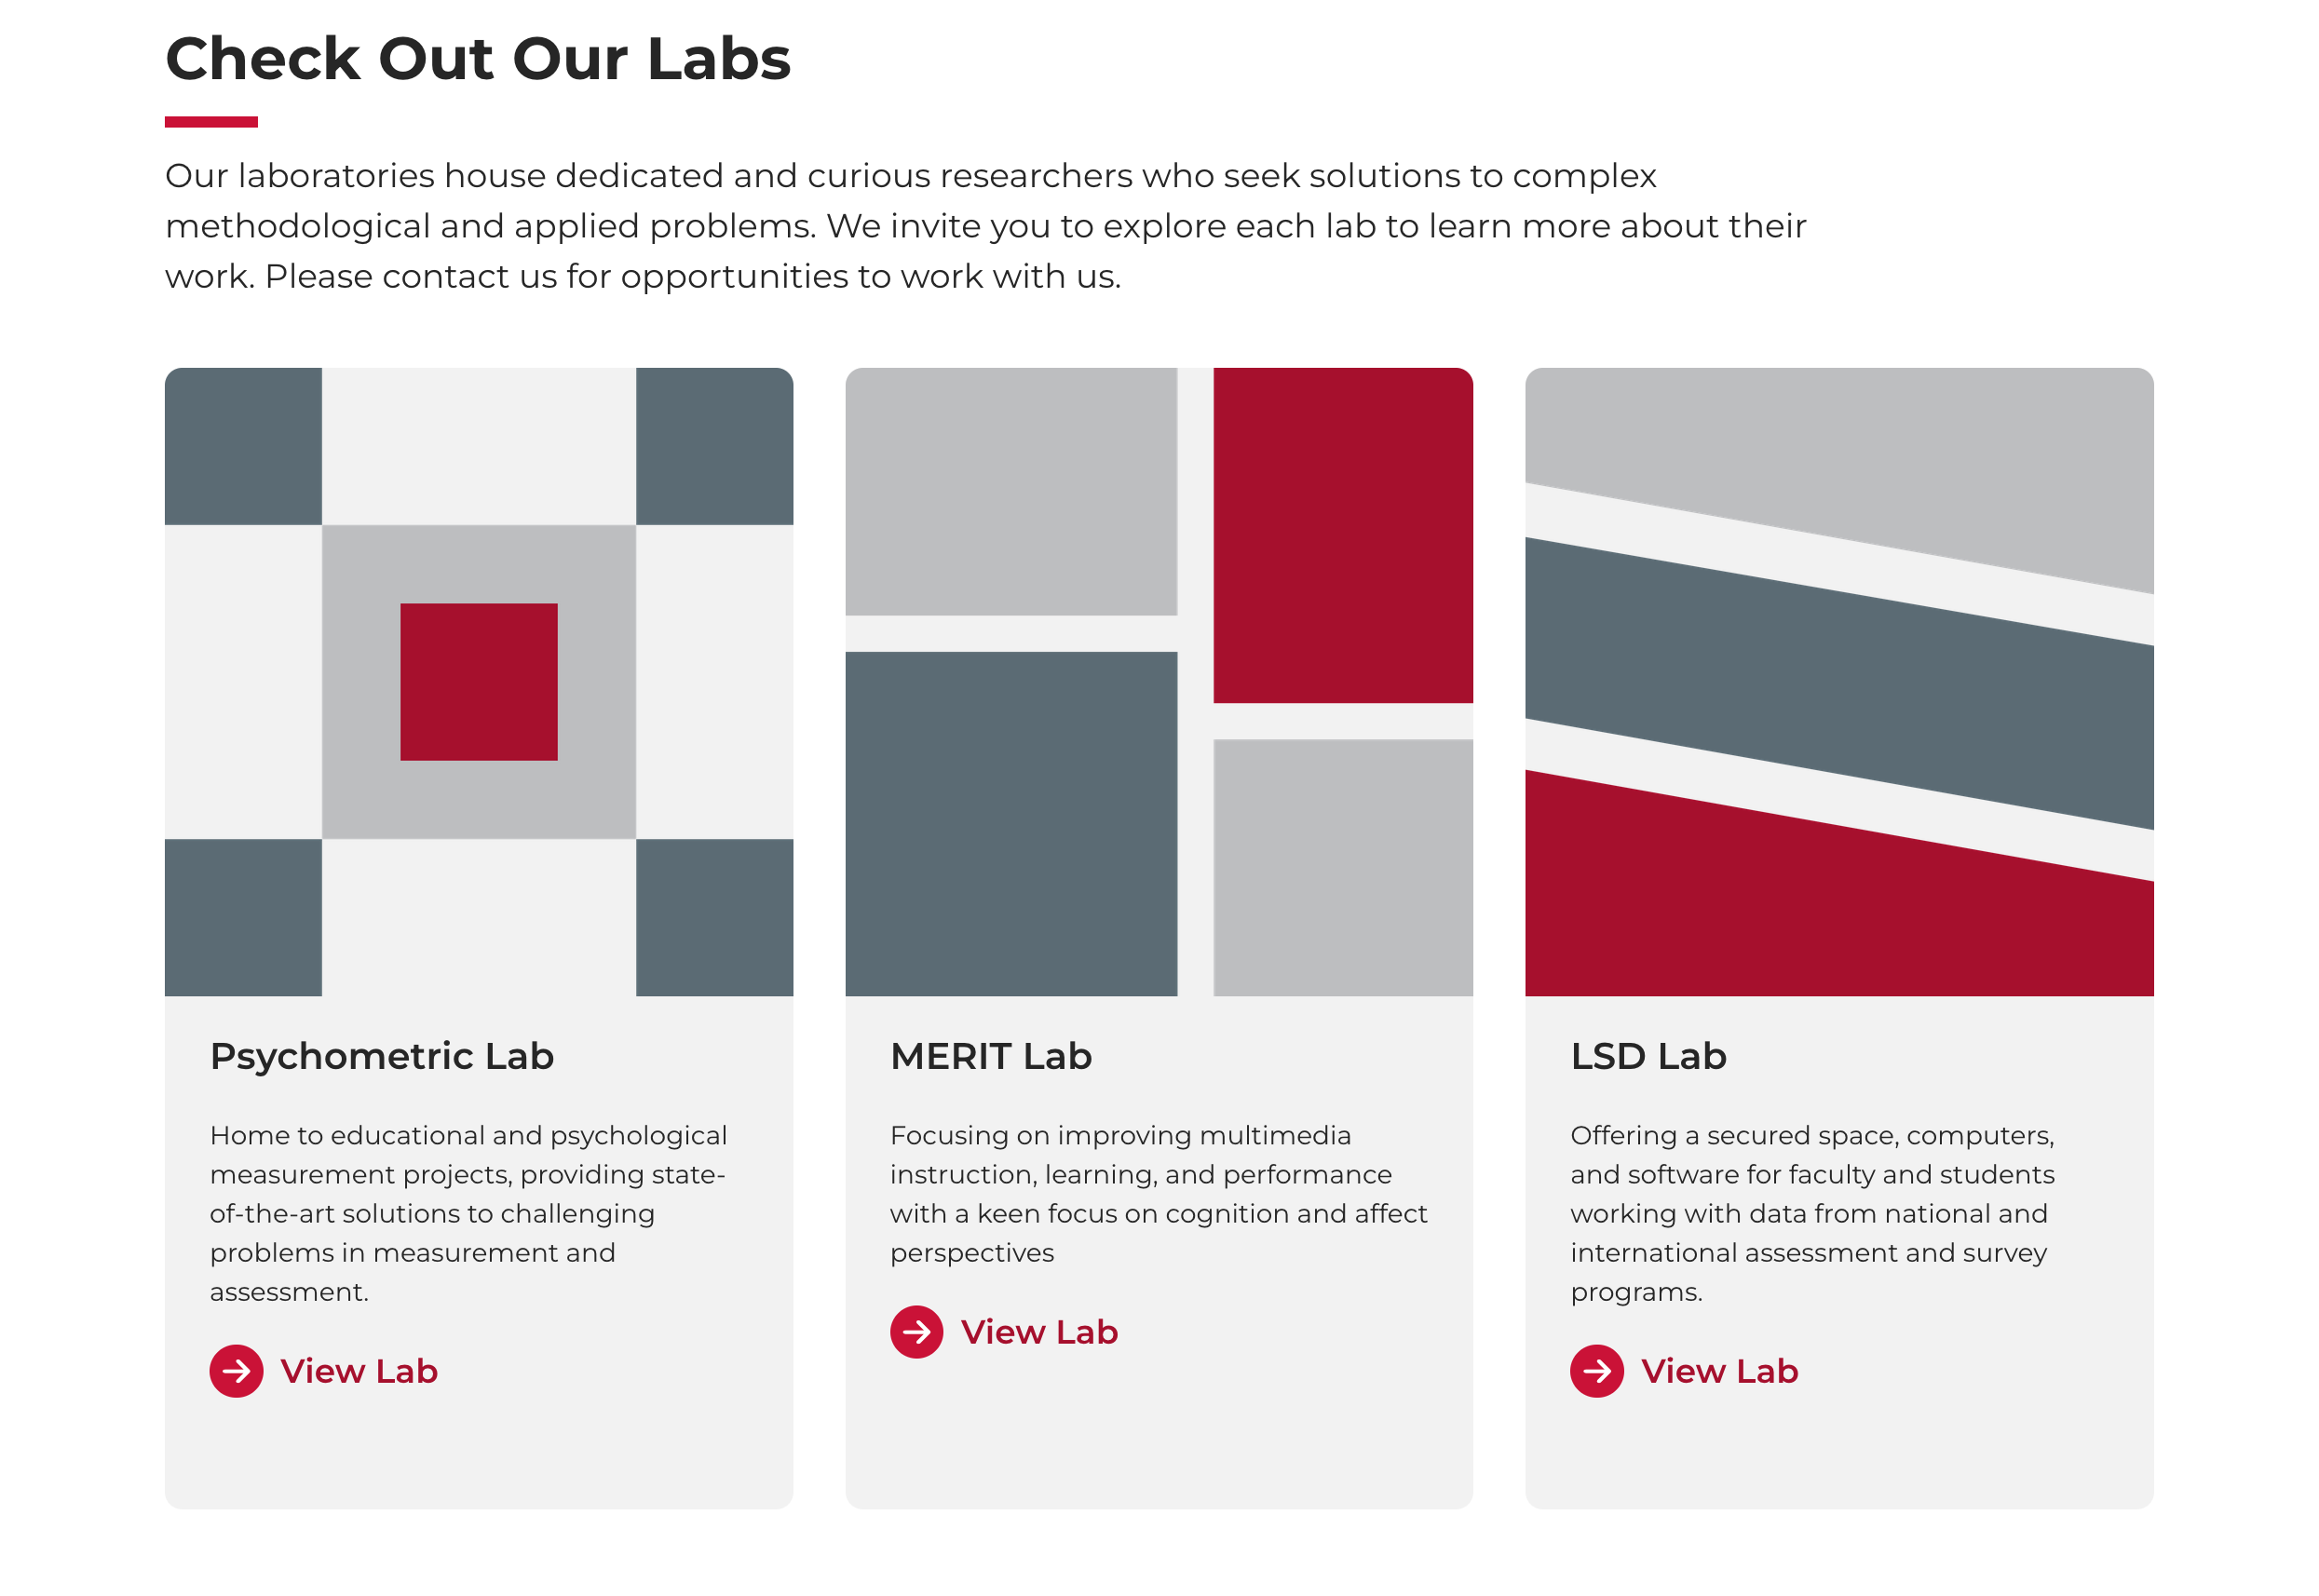 Check Out Our Labs
Our laboratories house dedicated and curious researchers who seek solutions to complex
methodological and applied problems. We invite you to explore each lab to learn more about their
work. Please contact us for opportunities to work with us.
Psychometric Lab
Home to educational and psychological
measurement projects, providing state-
of-the-art solutions to challenging
problems in measurement and
assessment.
View Lab
MERIT Lab
Focusing on improving multimedia
instruction, learning, and performance
with a keen focus on cognition and affect
perspectives
View Lab
LSD Lab
Offering a secured space, computers,
and software for faculty and students
working with data from national and
international assessment and survey
programs.
View Lab